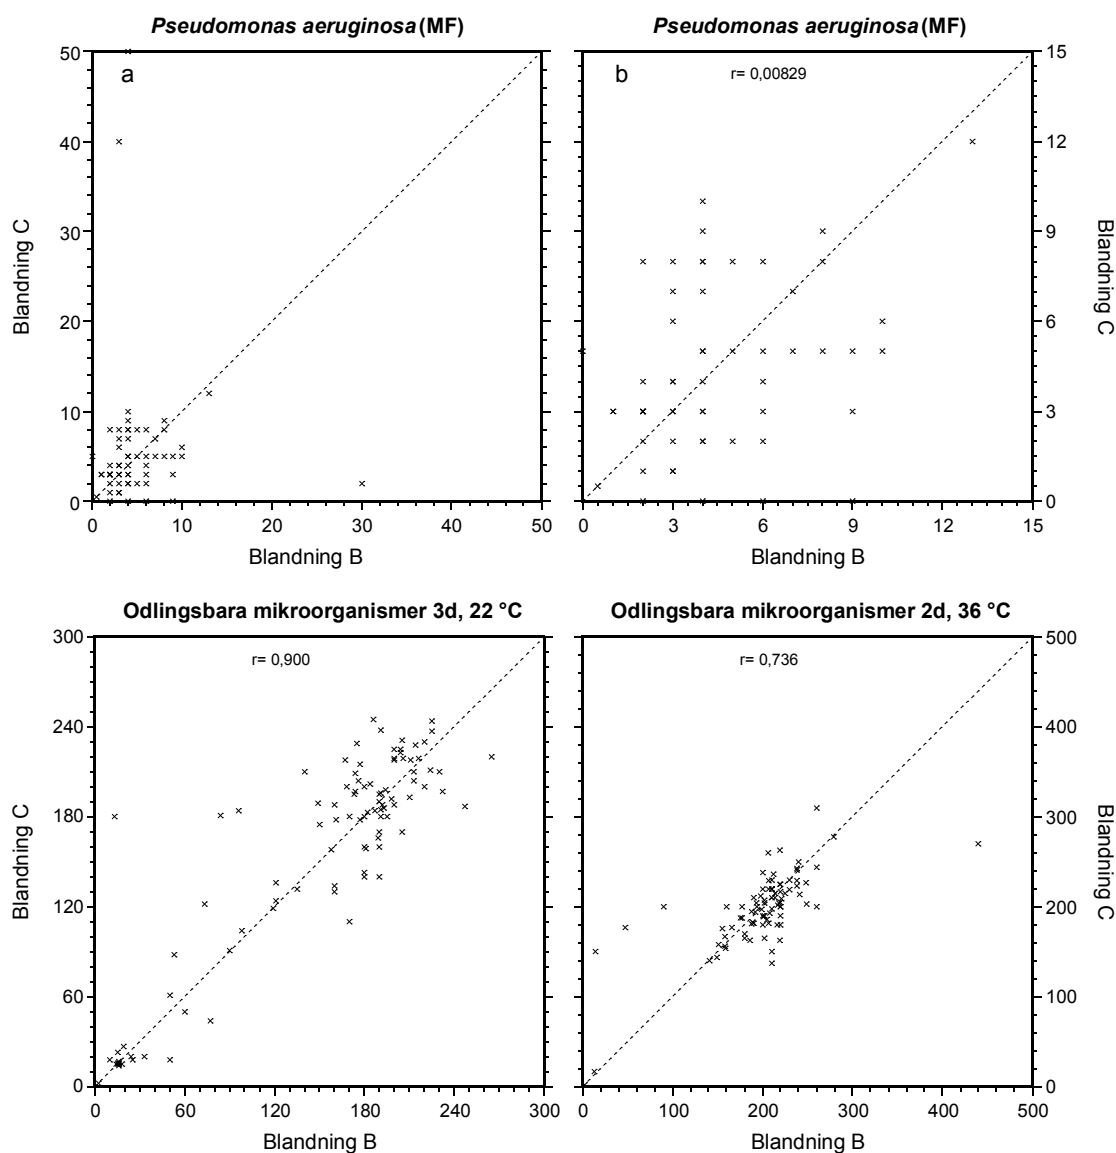 Pseudomonas aeruginosa (MF)
Pseudomonas aeruginosa (MF)
a
b
r= 0,00829
50
40
30
20
10
0
Blandning C
0 10 20 30 40 50
Blandning B
15
12
9
6
3
0
Blandning C
0 3 6 9 12 15
Blandning B
Odlingsbara mikroorganismer 3d, 22 °C
Odlingsbara mikroorganismer 2d, 36 °C
r= 0,900
r= 0,736
300
240
180
120
60
0
Blandning C
0 60 120 180 240 300
Blandning B
500
400
300
200
100
0
Blandning C
0 100 200 300 400 500
Blandning B